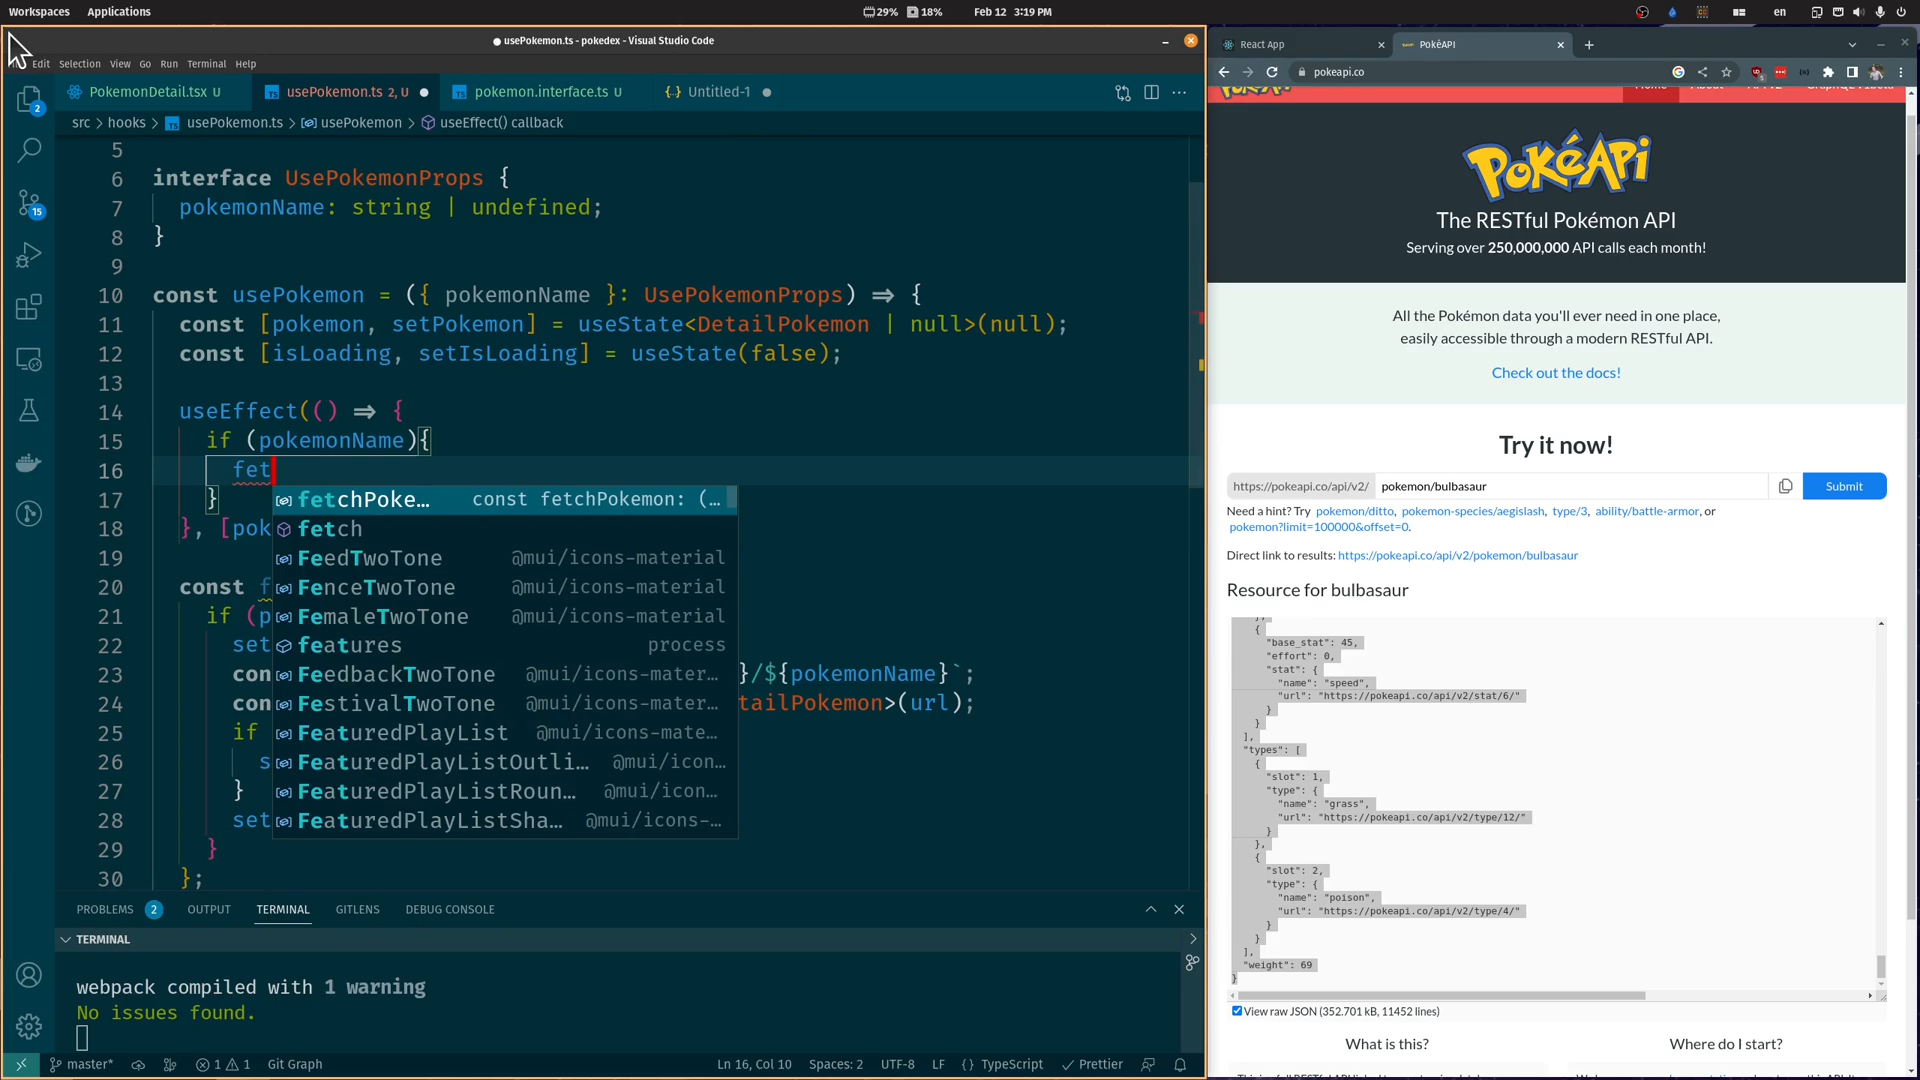 Workspaces Applications 29% 18% Feb 12 3:19 PM en
usePokemon.ts - pokedex - Visual Studio Code
Edit Selection View Go Run Terminal Help
PokemonDetail.tsx U usePokemon.ts 2, U pokemon.interface.ts U Untitled-1
src > hooks > usePokemon.ts > usePokemon > useEffect() callback
2
15
5
6 interface UsePokemonProps {
7 pokemonName: string | undefined;
8 }
9
10 const usePokemon = ({ pokemonName }: UsePokemonProps) ⇒ {
11 const [pokemon, setPokemon] = useState<DetailPokemon | null>(null);
12 const [isLoading, setIsLoading] = useState(false);
13
14 useEffect(() ⇒ {
15 if (pokemonName){
16 fet
17 }
18 }, [pok
19
20 const f
21 if (p
22 set
23 con }/${pokemonName}`;
24 con tailPokemon>(url);
25 if
26 s
27 }
28 set
29 }
30 };
fetchPoke… const fetchPokemon: (…
fetch
FeedTwoTone @mui/icons-material
FenceTwoTone @mui/icons-material
FemaleTwoTone @mui/icons-material
features process
FeedbackTwoTone @mui/icons-mater…
FestivalTwoTone @mui/icons-mater…
FeaturedPlayList @mui/icons-mate…
FeaturedPlayListOutli… @mui/icon…
FeaturedPlayListRoun… @mui/icon…
FeaturedPlayListSha… @mui/icons-…
PROBLEMS 2 OUTPUT TERMINAL GITLENS DEBUG CONSOLE
TERMINAL
webpack compiled with 1 warning
No issues found.
master* 1 1 Git Graph Ln 16, Col 10 Spaces: 2 UTF-8 LF {} TypeScript Prettier
React App PokéAPI
pokeapi.co
PokéAPI
The RESTful Pokémon API
Serving over 250,000,000 API calls each month!
All the Pokémon data you'll ever need in one place,
easily accessible through a modern RESTful API.
Check out the docs!
Try it now!
https://pokeapi.co/api/v2/ pokemon/bulbasaur Submit
Need a hint? Try pokemon/ditto, pokemon-species/aegislash, type/3, ability/battle-armor, or
pokemon?limit=100000&offset=0.
Direct link to results: https://pokeapi.co/api/v2/pokemon/bulbasaur
Resource for bulbasaur
{
"base_stat": 45,
"effort": 0,
"stat": {
"name": "speed",
"url": "https://pokeapi.co/api/v2/stat/6/"
}
}
],
"types": [
{
"slot": 1,
"type": {
"name": "grass",
"url": "https://pokeapi.co/api/v2/type/12/"
}
},
{
"slot": 2,
"type": {
"name": "poison",
"url": "https://pokeapi.co/api/v2/type/4/"
}
}
],
"weight": 69
}
View raw JSON (352.701 kB, 11452 lines)
What is this? Where do I start?